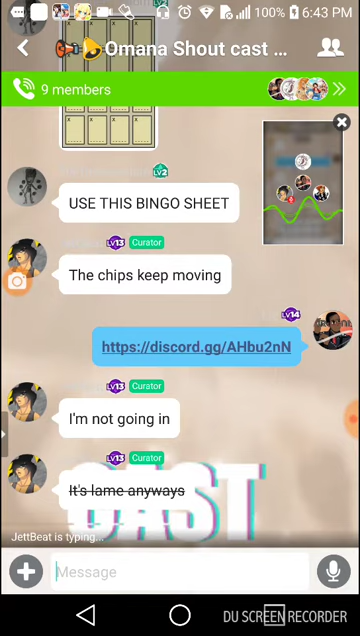 100% 6:43 PM
Omana Shout cast ...
9 members
LV2
USE THIS BINGO SHEET
LV13 Curator
The chips keep moving
LV14
https://discord.gg/AHbu2nN
LV13 Curator
I'm not going in
LV13 Curator
It's lame anyways
CAST
JettBeat is typing...
Message
DU SCREEN RECORDER